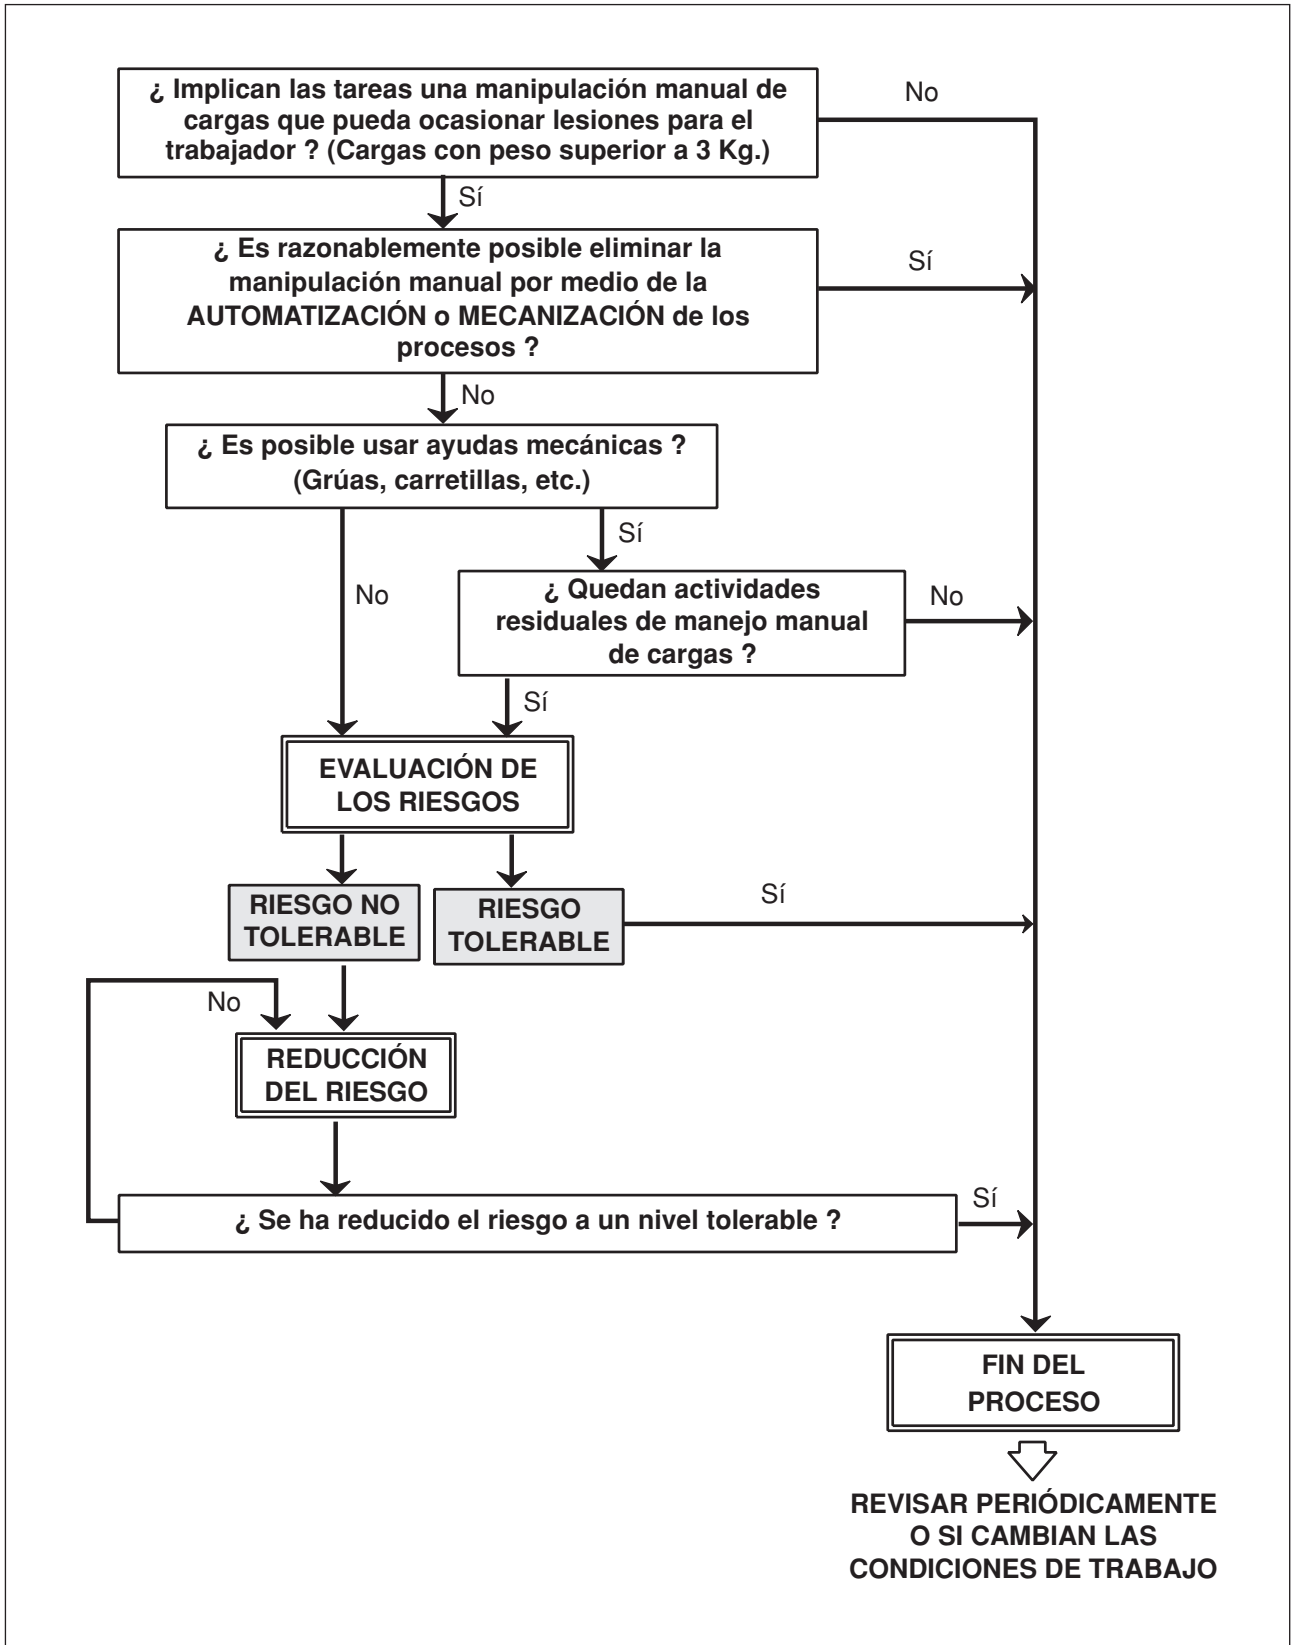 ¿ Implican las tareas una manipulación manual de
cargas que pueda ocasionar lesiones para el
trabajador ? (Cargas con peso superior a 3 Kg.)
No
Sí
¿ Es razonablemente posible eliminar la
manipulación manual por medio de la
AUTOMATIZACIÓN o MECANIZACIÓN de los
procesos ?
Sí
No
¿ Es posible usar ayudas mecánicas ?
(Grúas, carretillas, etc.)
Sí
No
¿ Quedan actividades
residuales de manejo manual
de cargas ?
No
Sí
EVALUACIÓN DE
LOS RIESGOS
RIESGO NO
TOLERABLE
RIESGO
TOLERABLE
Sí
No
REDUCCIÓN
DEL RIESGO
¿ Se ha reducido el riesgo a un nivel tolerable ?
Sí
FIN DEL
PROCESO
REVISAR PERIÓDICAMENTE
O SI CAMBIAN LAS
CONDICIONES DE TRABAJO